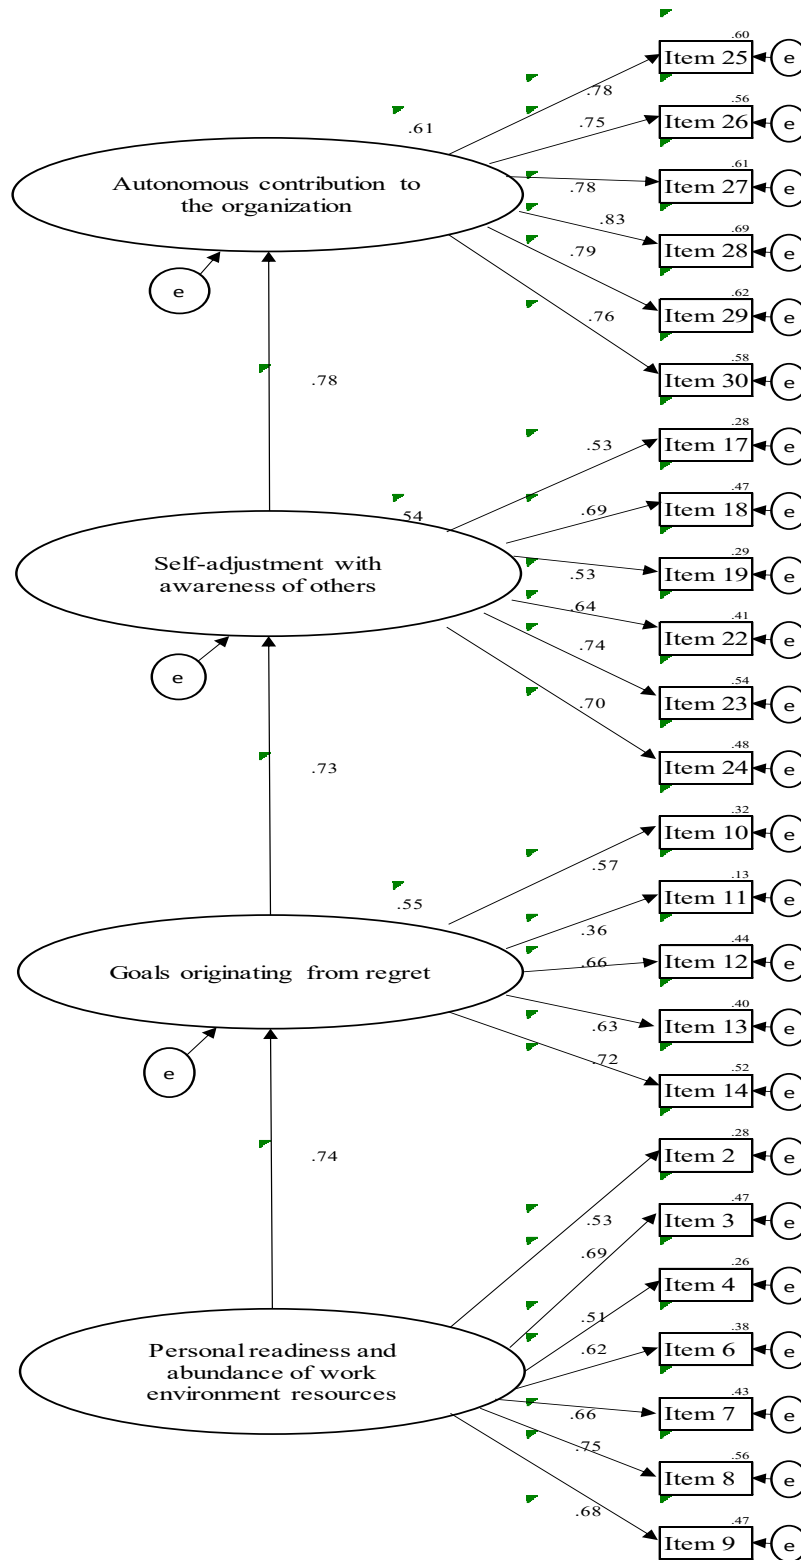 .60
Item 25
e
.78
.61
.56
Item 26
e
.75
Autonomous contribution to
the organization
.61
Item 27
e
.78
.83
.69
Item 28
e
.79
e
.62
Item 29
e
.76
.58
Item 30
e
.78
.28
Item 17
e
.53
.47
Item 18
e
.69
54
Self-adjustment with
awareness of others
.29
Item 19
e
.53
.64
.41
Item 22
e
.74
e
.54
Item 23
e
.70
.48
Item 24
e
.73
.32
Item 10
e
.57
.55
.13
Item 11
e
.36
Goals originating from regret
.44
Item 12
e
.66
.40
Item 13
e
.63
.72
e
.52
Item 14
e
.74
.28
Item 2
e
.53
.47
Item 3
e
.69
.26
Item 4
e
.51
Personal readiness and
abundance of work
environment resources
.38
Item 6
e
.62
.43
Item 7
e
.66
.75
.56
Item 8
e
.68
.47
Item 9
e